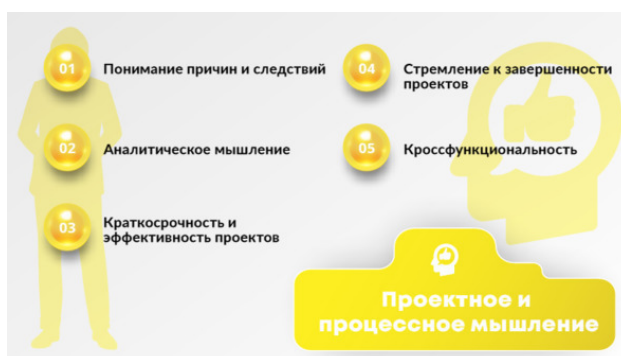 01
Понимание причин и следствий
02
Аналитическое мышление
03
Краткосрочность и
эффективность проектов
04
Стремление к завершенности
проектов
05
Кроссфункциональность
Проектное и
процессное мышление